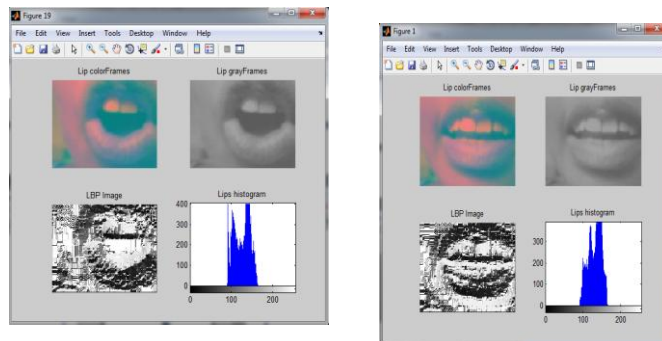 Figure 19
File Edit View Insert Tools Desktop Window Help
Lip colorFrames
Lip grayFrames
LBP Image
Lips histogram
400
300
200
100
0
0
100
200
Figure 1
File Edit View Insert Tools Desktop Window Help
Lip colorFrames
Lip grayFrames
LBP Image
Lips histogram
300
200
100
0
0
100
200